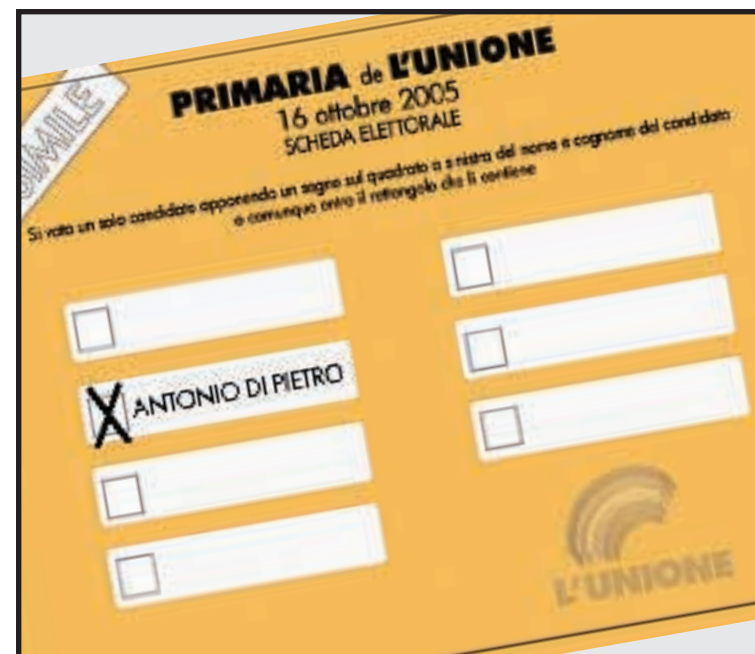 SIMILE
PRIMARIA de L'UNIONE
16 ottobre 2005
SCHEDA ELETTORALE
Si vota un solo candidato apponendo un segno sul quadrato a sinistra del nome e cognome del candidato
o comunque entro il rettangolo che li contiene
X ANTONIO DI PIETRO
L'UNIONE